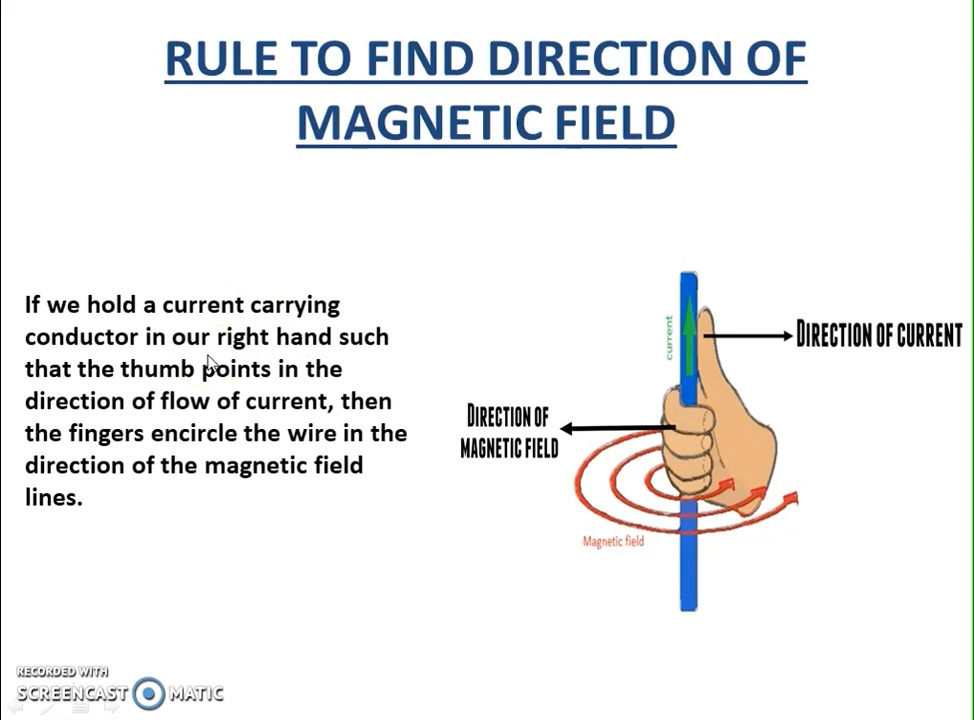 RULE TO FIND DIRECTION OF
MAGNETIC FIELD
If we hold a current carrying
conductor in our right hand such
that the thumb points in the
direction of flow of current, then
the fingers encircle the wire in the
direction of the magnetic field
lines.
current
DIRECTION OF CURRENT
DIRECTION OF
MAGNETIC FIELD
Magnetic field
RECORDED WITH
SCREENCAST MATIC